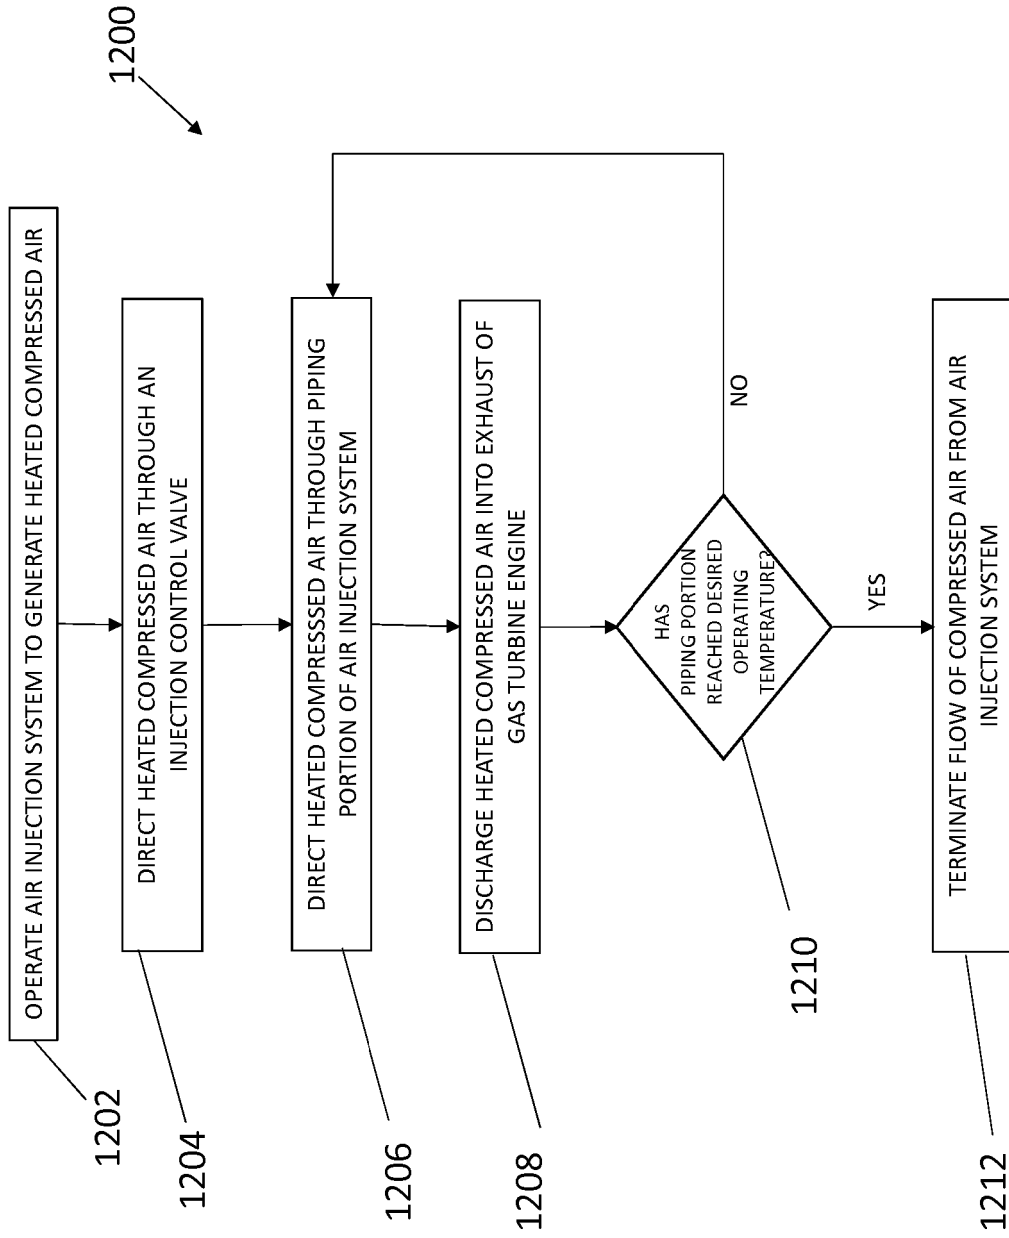 1200
OPERATE AIR INJECTION SYSTEM TO GENERATE HEATED COMPRESSED AIR
1202
DIRECT HEATED COMPRESSED AIR THROUGH AN
INJECTION CONTROL VALVE
1204
DIRECT HEATED COMPRESSSED AIR THROUGH PIPING
PORTION OF AIR INJECTION SYSTEM
1206
DISCHARGE HEATED COMPRESSED AIR INTO EXHAUST OF
GAS TURBINE ENGINE
1208
HAS
PIPING PORTION
REACHED DESIRED
OPERATING
TEMPERATURE?
NO
1210
YES
TERMINATE FLOW OF COMPRESSED AIR FROM AIR
INJECTION SYSTEM
1212